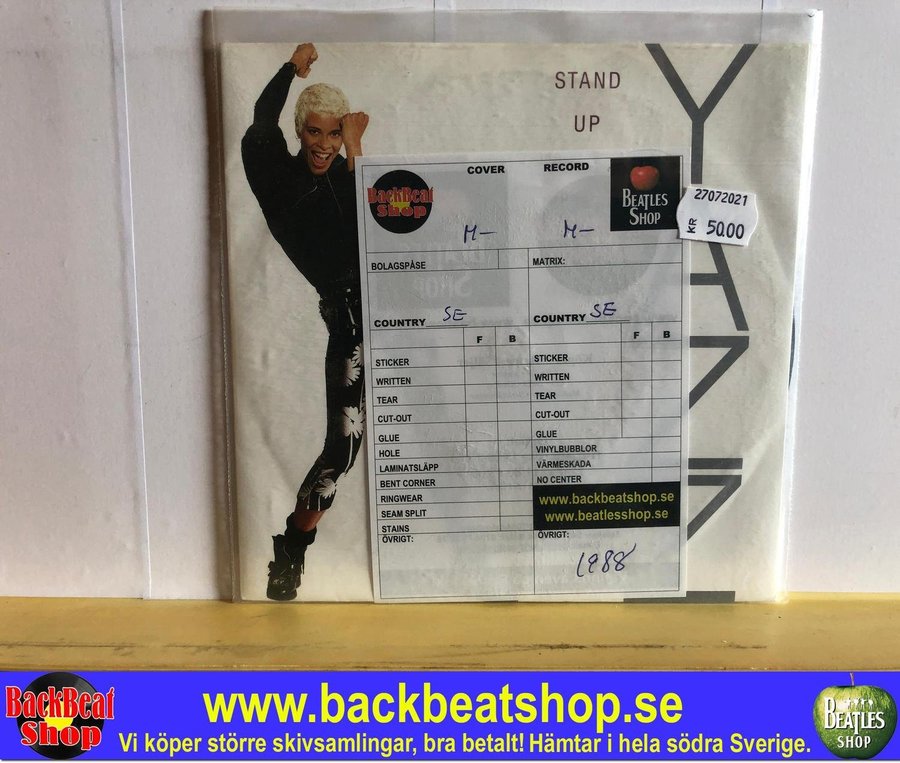 STAND
UP
YTA IN
COVER RECORD
BackBeat
Shop
BEATLES
SHOP
27072021
KR 50.00
M- M-
BOLAGSPÅSE MATRIX:
COUNTRY SE COUNTRY SE
F B F B
STICKER STICKER
WRITTEN WRITTEN
TEAR TEAR
CUT-OUT CUT-OUT
GLUE GLUE
HOLE VINYLBUBBLOR
LAMINATSLÄPP VÄRMESKADA
BENT CORNER NO CENTER
RINGWEAR
SEAM SPLIT
STAINS
www.backbeatshop.se
www.beatlesshop.se
ÖVRIGT: ÖVRIGT:
1988
BackBeat
Shop
www.backbeatshop.se
Vi köper större skivsamlingar, bra betalt! Hämtar i hela södra Sverige.
BEATLES
SHOP